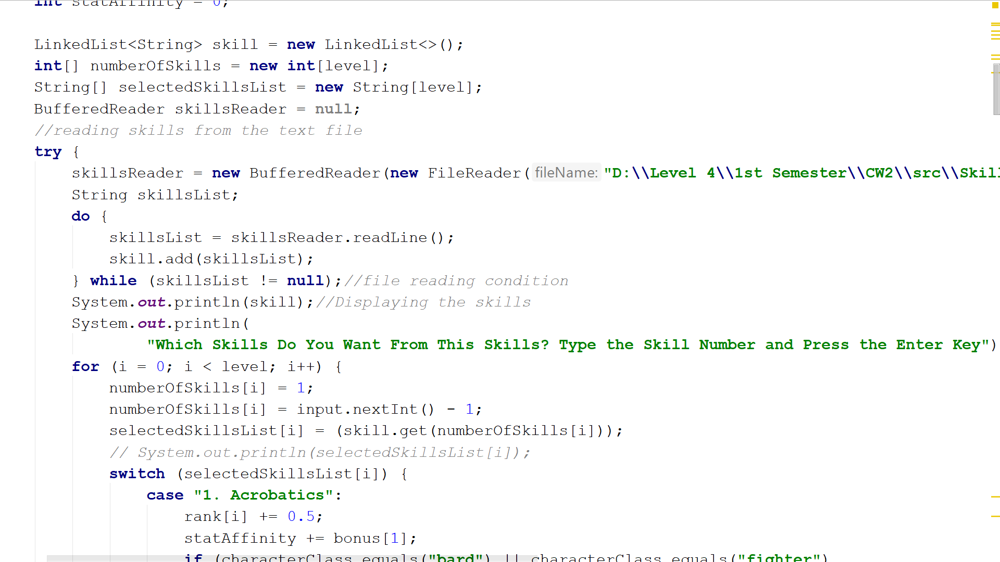 int statAffinity = 0;
LinkedList<String> skill = new LinkedList<>();
int[] numberOfSkills = new int[level];
String[] selectedSkillsList = new String[level];
BufferedReader skillsReader = null;
//reading skills from the text file
try {
skillsReader = new BufferedReader(new FileReader( fileName: "D:\\Level 4\\1st Semester\\CW2\\src\\Skill
String skillsList;
do {
skillsList = skillsReader.readLine();
skill.add(skillsList);
} while (skillsList != null);//file reading condition
System.out.println(skill);//Displaying the skills
System.out.println(
"Which Skills Do You Want From This Skills? Type the Skill Number and Press the Enter Key")
for (i = 0; i < level; i++) {
numberOfSkills[i] = 1;
numberOfSkills[i] = input.nextInt() - 1;
selectedSkillsList[i] = (skill.get(numberOfSkills[i]));
// System.out.println(selectedSkillsList[i]);
switch (selectedSkillsList[i]) {
case "1. Acrobatics":
rank[i] += 0.5;
statAffinity += bonus[1];
if (characterClass.equals("bard") || characterClass.equals("fighter")